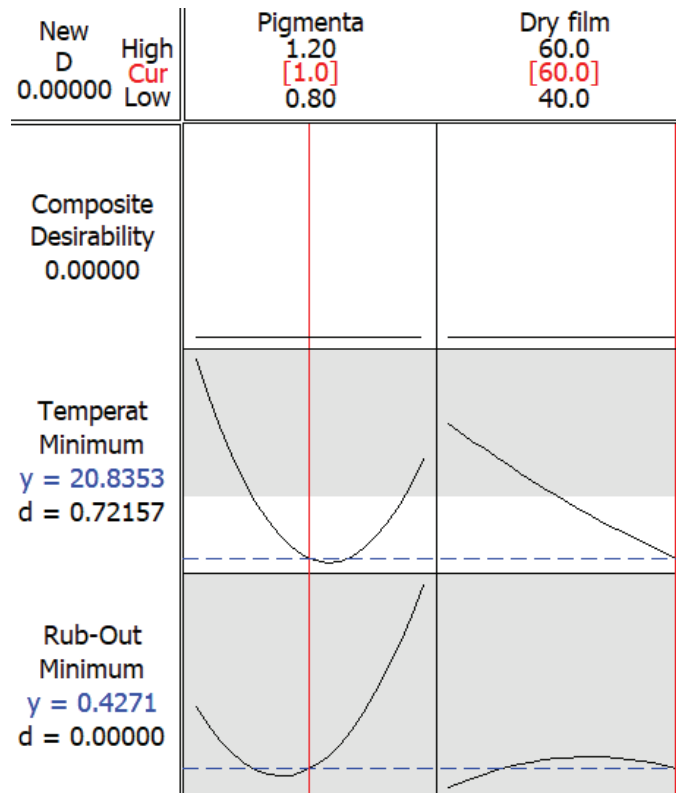 New
D
0.00000
High
Cur
Low
Pigmenta
1.20
[1.0]
0.80
Dry film
60.0
[60.0]
40.0
Composite
Desirability
0.00000
Temperat
Minimum
y = 20.8353
d = 0.72157
Rub-Out
Minimum
y = 0.4271
d = 0.00000